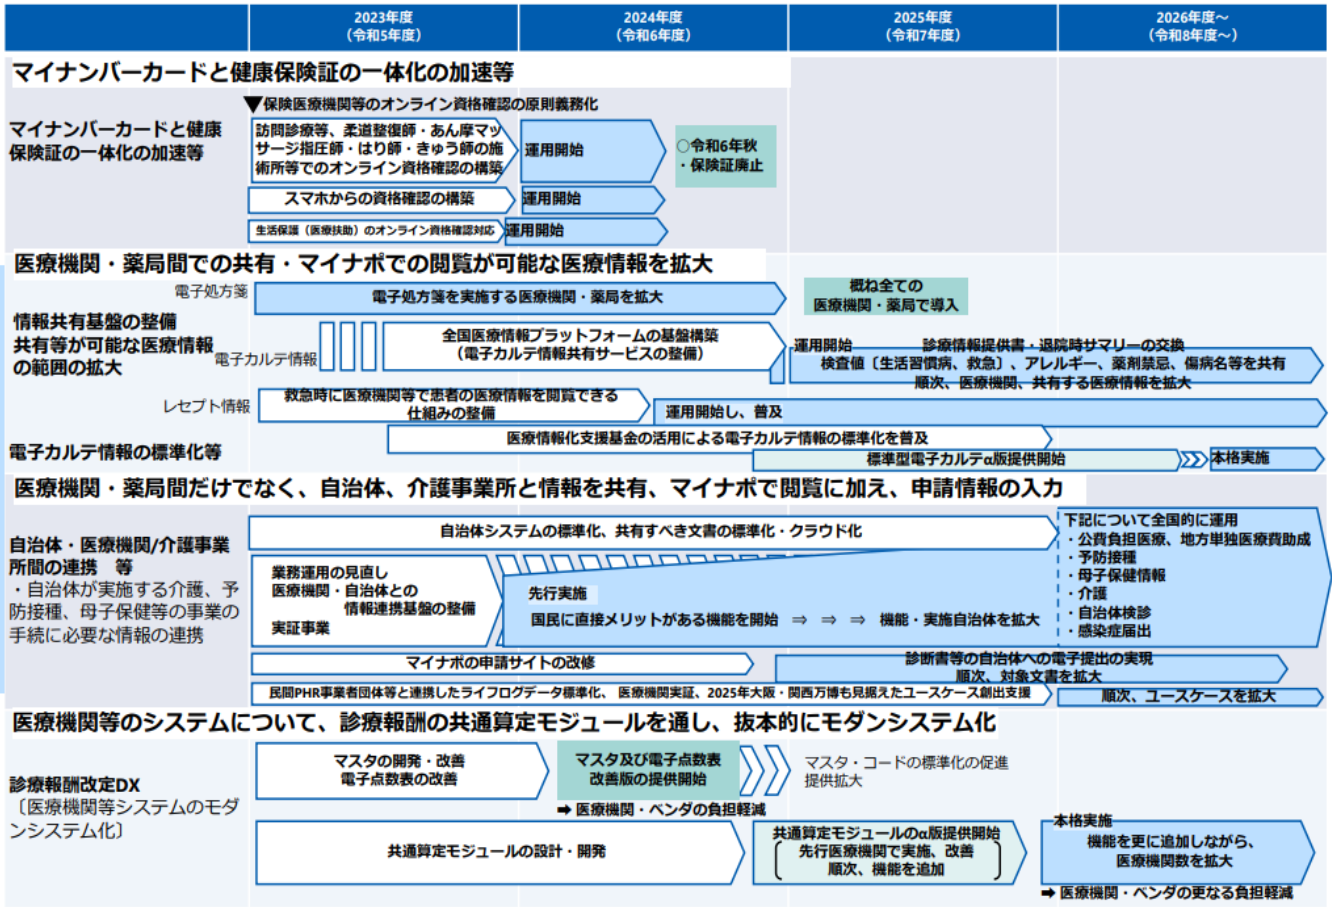 2023年度
（令和5年度）
2024年度
（令和6年度）
2025年度
（令和7年度）
2026年度～
（令和8年度～）
マイナンバーカードと健康保険証の一体化の加速等
マイナンバーカードと健康
保険証の一体化の加速等
▼保険医療機関等のオンライン資格確認の原則義務化
訪問診療等、柔道整復師・あん摩マッ
サージ指圧師・はり師・きゅう師の施
術所等でのオンライン資格確認の構築
運用開始
○令和6年秋
・保険証廃止
スマホからの資格確認の構築
運用開始
生活保護（医療扶助）のオンライン資格確認対応
運用開始
医療機関・薬局間での共有・マイナポでの閲覧が可能な医療情報を拡大
情報共有基盤の整備
共有等が可能な医療情報
の範囲の拡大
電子処方箋
電子処方箋を実施する医療機関・薬局を拡大
概ね全ての
医療機関・薬局で導入
電子カルテ情報
全国医療情報プラットフォームの基盤構築
（電子カルテ情報共有サービスの整備）
運用開始
診療情報提供書・退院時サマリーの交換
検査値〔生活習慣病、救急〕、アレルギー、薬剤禁忌、傷病名等を共有
順次、医療機関、共有する医療情報を拡大
レセプト情報
救急時に医療機関等で患者の医療情報を閲覧できる
仕組みの整備
運用開始し、普及
電子カルテ情報の標準化等
医療情報化支援基金の活用による電子カルテ情報の標準化を普及
標準型電子カルテα版提供開始
本格実施
医療機関・薬局間だけでなく、自治体、介護事業所と情報を共有、マイナポで閲覧に加え、申請情報の入力
自治体・医療機関/介護事業
所間の連携　等
・自治体が実施する介護、予
防接種、母子保健等の事業の
手続に必要な情報の連携
自治体システムの標準化、共有すべき文書の標準化・クラウド化
業務運用の見直し
医療機関・自治体との
情報連携基盤の整備
実証事業
先行実施
国民に直接メリットがある機能を開始　⇒　⇒　⇒　機能・実施自治体を拡大
下記について全国的に運用
・公費負担医療、地方単独医療費助成
・予防接種
・母子保健情報
・介護
・自治体検診
・感染症届出
マイナポの申請サイトの改修
診断書等の自治体への電子提出の実現
順次、対象文書を拡大
民間PHR事業者団体等と連携したライフログデータ標準化、 医療機関実証、2025年大阪・関西万博も見据えたユースケース創出支援
順次、ユースケースを拡大
医療機関等のシステムについて、診療報酬の共通算定モジュールを通し、抜本的にモダンシステム化
診療報酬改定DX
〔医療機関等システムのモダ
ンシステム化〕
マスタの開発・改善
電子点数表の改善
マスタ及び電子点数表
改善版の提供開始
マスタ・コードの標準化の促進
提供拡大
➡ 医療機関・ベンダの負担軽減
共通算定モジュールの設計・開発
共通算定モジュールのα版提供開始
先行医療機関で実施、改善
順次、機能を追加
本格実施
機能を更に追加しながら、
医療機関数を拡大
➡ 医療機関・ベンダの更なる負担軽減